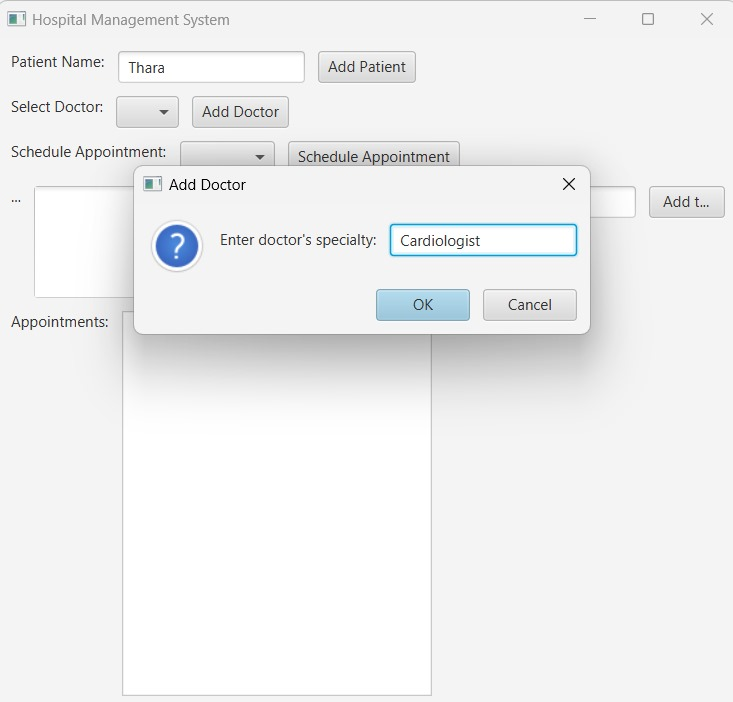 Hospital Management System
Patient Name: Thara Add Patient
Select Doctor: Add Doctor
Schedule Appointment: Schedule Appointment
Add Doctor
... Add t...
Enter doctor's specialty: Cardiologist
?
OK Cancel
Appointments: